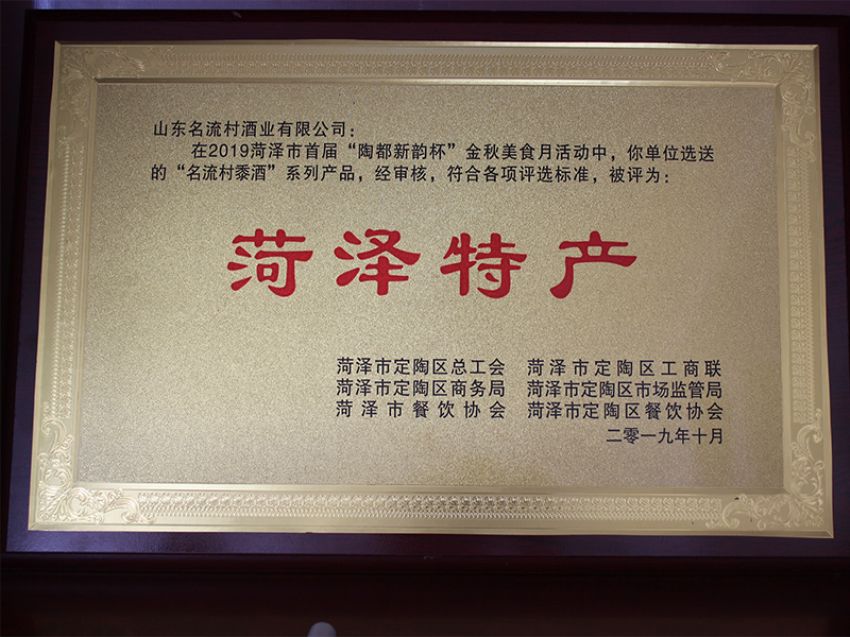 山东名流村酒业有限公司：
在2019菏泽市首届“陶都新韵杯”金秋美食月活动中，你单位选送
的“名流村黍酒”系列产品，经审核，符合各项评选标准，被评为：
菏泽特产
菏泽市定陶区总工会 菏泽市定陶区工商联
菏泽市定陶区商务局 菏泽市定陶区市场监管局
菏泽市餐饮协会 菏泽市定陶区餐饮协会
二零一九年十月